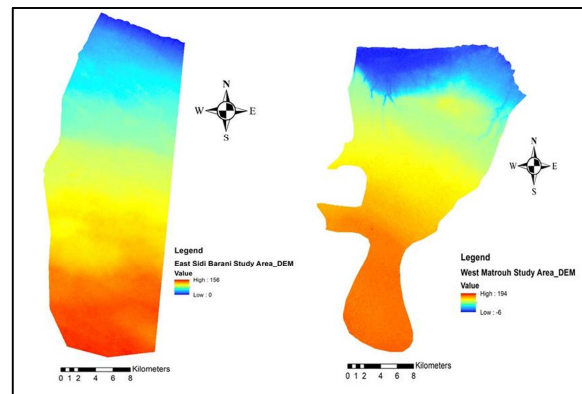 N
W E
S
Legend
East Sidi Barani Study Area_DEM
Value
High : 156
Low : 0
Kilometers
0 1 2 4 6 8
N
W E
S
Legend
West Matrouh Study Area_DEM
Value
High : 194
Low : -6
Kilometers
0 1 2 4 6 8